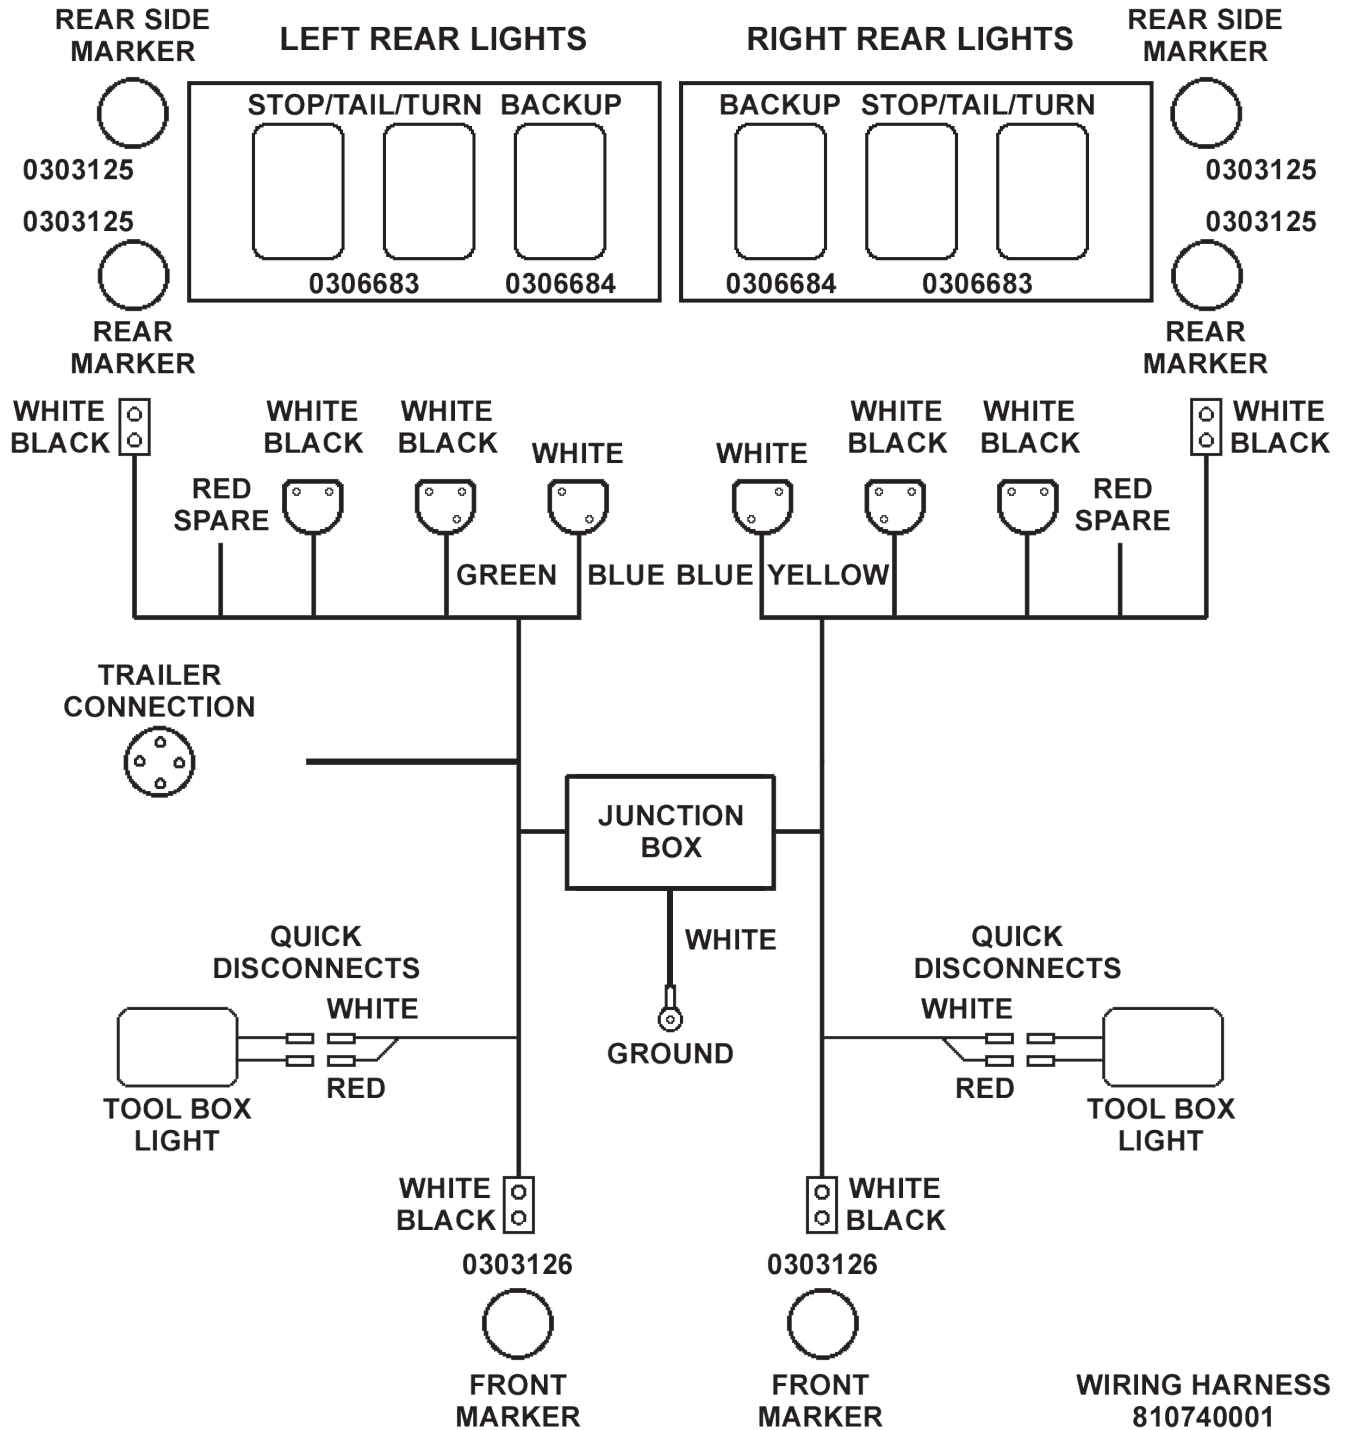 REAR SIDE
MARKER
LEFT REAR LIGHTS
RIGHT REAR LIGHTS
REAR SIDE
MARKER
STOP/TAIL/TURN BACKUP
BACKUP STOP/TAIL/TURN
0303125
0303125
0303125
0303125
0306683
0306684
0306684
0306683
REAR
MARKER
REAR
MARKER
WHITE
BLACK
WHITE
BLACK
WHITE
BLACK
WHITE
WHITE
WHITE
BLACK
WHITE
BLACK
WHITE
BLACK
RED
SPARE
RED
SPARE
GREEN
BLUE
BLUE
YELLOW
TRAILER
CONNECTION
JUNCTION
BOX
WHITE
GROUND
QUICK
DISCONNECTS
WHITE
RED
TOOL BOX
LIGHT
QUICK
DISCONNECTS
WHITE
RED
TOOL BOX
LIGHT
WHITE
BLACK
WHITE
BLACK
0303126
0303126
FRONT
MARKER
FRONT
MARKER
WIRING HARNESS
810740001